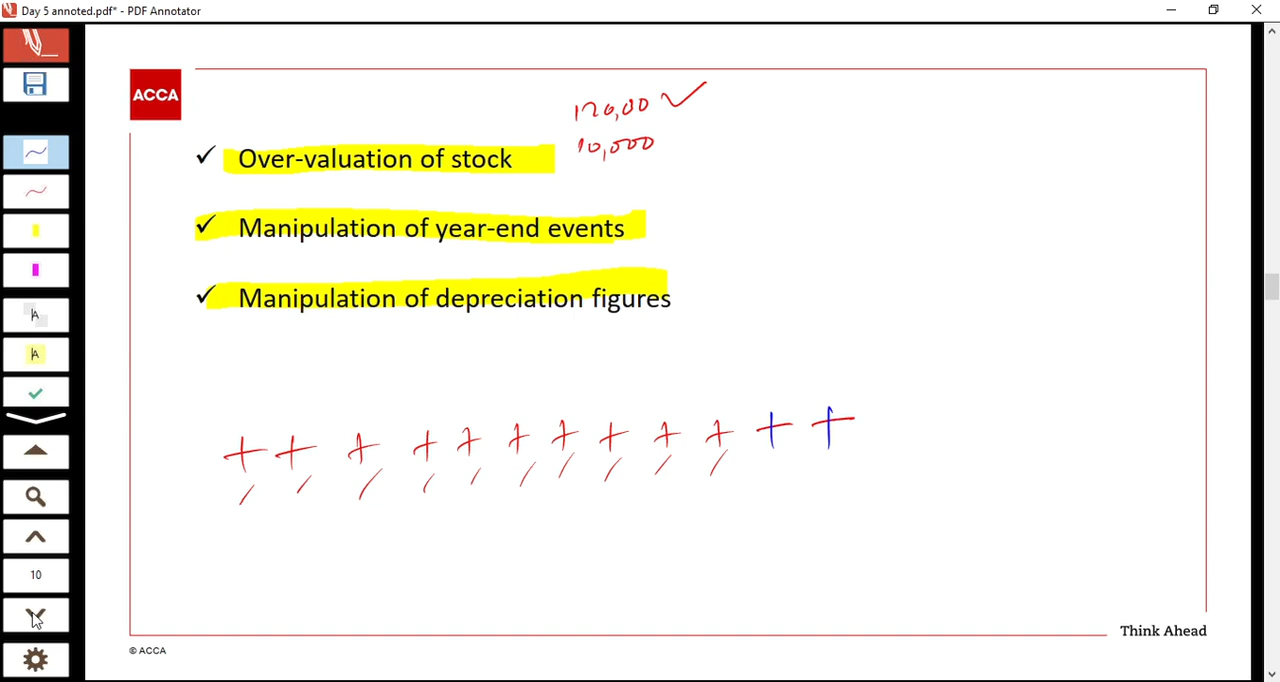 Day 5 annoted.pdf* - PDF Annotator
ACCA
120,00
10,000
✓ Over-valuation of stock
✓ Manipulation of year-end events
✓ Manipulation of depreciation figures
A
A
10
Think Ahead
© ACCA